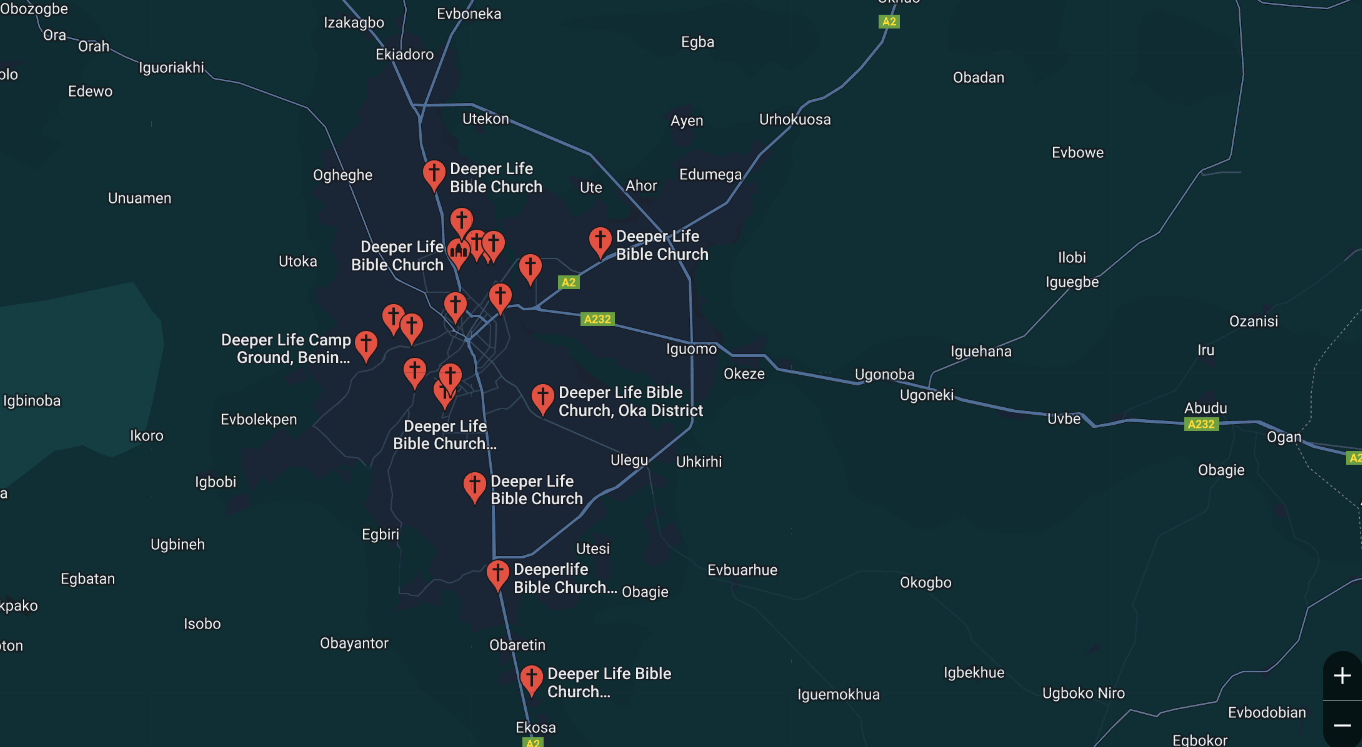 Obozogbe
Izakagbo
Evboneka
A2
Ora
Orah
Ekiadoro
Egba
Iguoriakhi
Obadan
Edewo
Utekon
Ayen
Urhokuosa
Evbowe
Deeper Life
Bible Church
Ogheghe
Edumega
Ute
Ahor
Unuamen
Deeper Life
Bible Church
Deeper Life
Bible Church
Utoka
Ilobi
Iguegbe
A2
A232
Ozanisi
Deeper Life Camp
Ground, Benin...
Iguomo
Iguehana
Iru
Okeze
Ugonoba
Ugoneki
Deeper Life Bible
Church, Oka District
Igbinoba
Evbolekpen
Abudu
A232
Uvbe
Deeper Life
Bible Church...
Ikoro
Ogan
Ulegu
Uhkirhi
A2
Obagie
Igbobi
Deeper Life
Bible Church
Egbiri
Ugbineh
Utesi
Egbatan
Deeperlife
Bible Church...
Evbuarhue
Okogbo
Obagie
kpako
Isobo
Obayantor
Obaretin
Deeper Life Bible
Church...
Igbekhue
Iguemokhua
Ugboko Niro
Evbodobian
Ekosa
A2
Egbokor